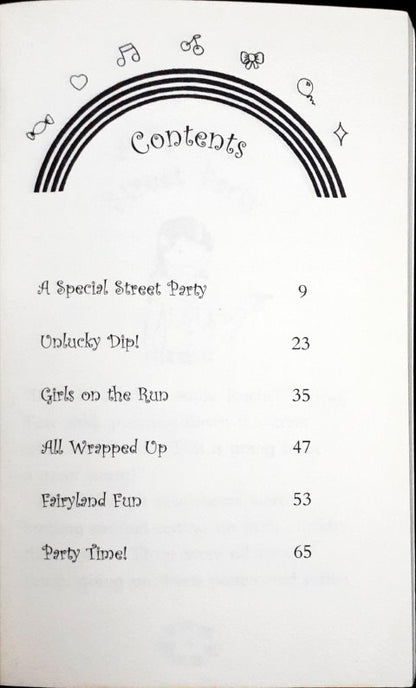 Contents
A Special Street Party 9
Unlucky Dip! 23
Girls on the Run 35
All Wrapped Up 47
Fairyland Fun 53
Party Time! 65